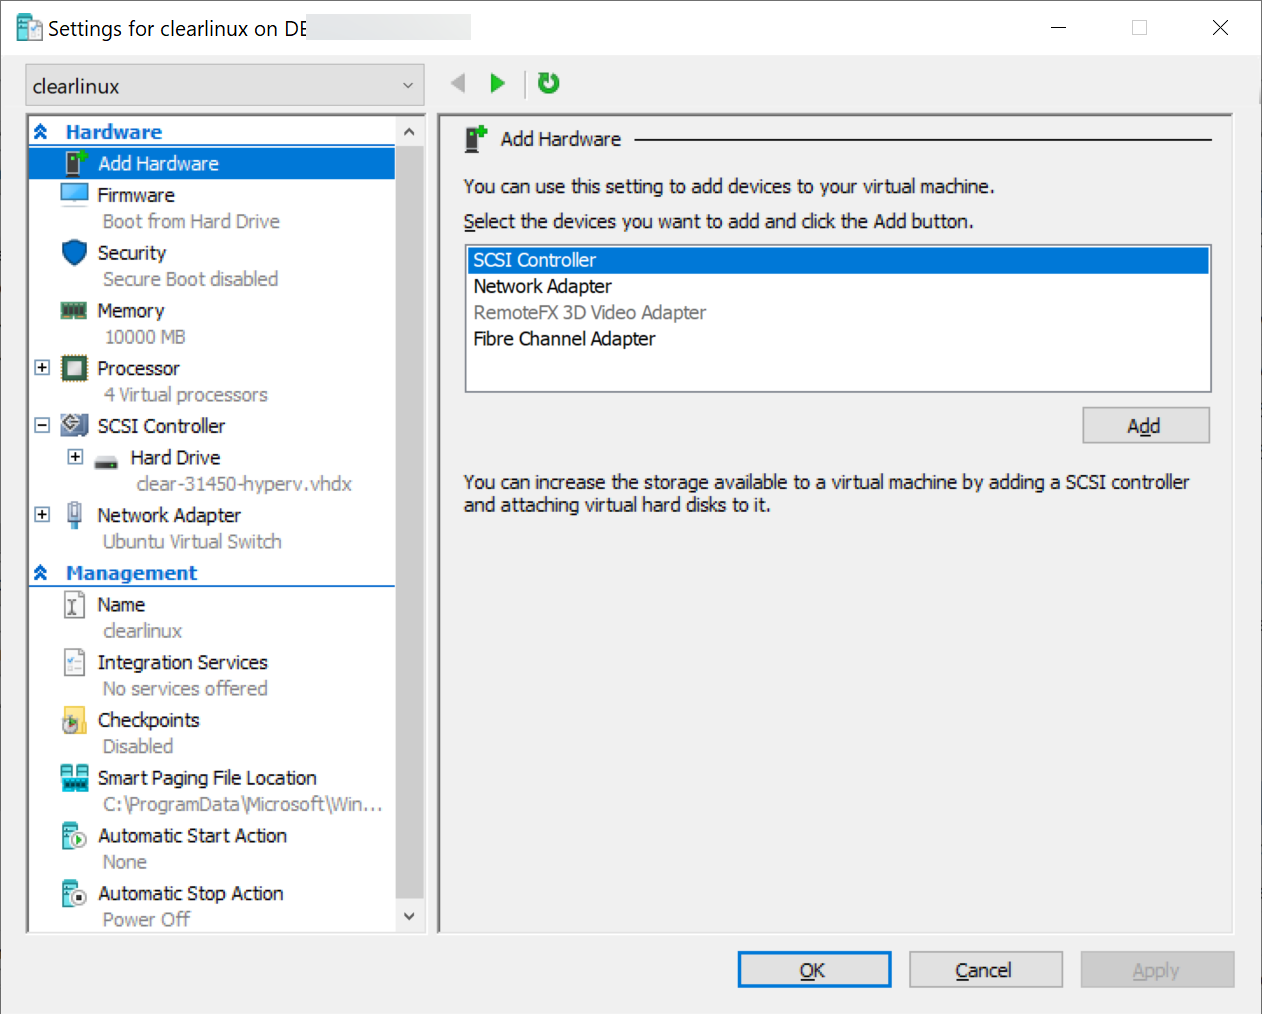 Settings for clearlinux on DE
clearlinux
Hardware
Add Hardware
Firmware
Boot from Hard Drive
Security
Secure Boot disabled
Memory
10000 MB
Processor
4 Virtual processors
SCSI Controller
Hard Drive
clear-31450-hyperv.vhdx
Network Adapter
Ubuntu Virtual Switch
Management
Name
clearlinux
Integration Services
No services offered
Checkpoints
Disabled
Smart Paging File Location
C:\ProgramData\Microsoft\Win...
Automatic Start Action
None
Automatic Stop Action
Power Off
Add Hardware
You can use this setting to add devices to your virtual machine.
Select the devices you want to add and click the Add button.
SCSI Controller
Network Adapter
RemoteFX 3D Video Adapter
Fibre Channel Adapter
Add
You can increase the storage available to a virtual machine by adding a SCSI controller
and attaching virtual hard disks to it.
OK
Cancel
Apply